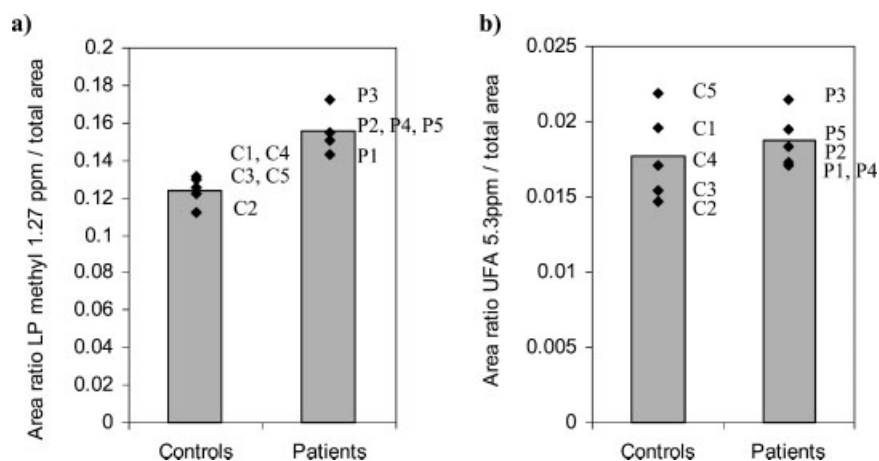 a)
Area ratio LP methyl 1.27 ppm / total area
0.2
0.18
0.16
0.14
0.12
0.1
0.08
0.06
0.04
0.02
0
C1, C4
C3, C5
C2
P3
P2, P4, P5
P1
Controls
Patients
b)
Area ratio UFA 5.3ppm / total area
0.025
0.02
0.015
0.01
0.005
0
C5
C1
C4
C3
C2
P3
P5
P2
P1, P4
Controls
Patients